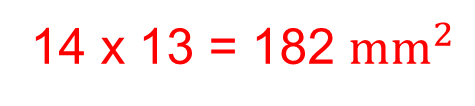 14 x 13 = 182 mm²